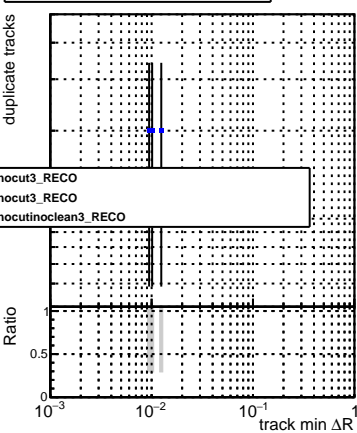 duplicate tracks
nocut3_RECO
nocut3_RECO
nocutinoclean3_RECO
Ratio
1
0.5
0
10⁻³ 10⁻² 10⁻¹ 1
track min ΔR